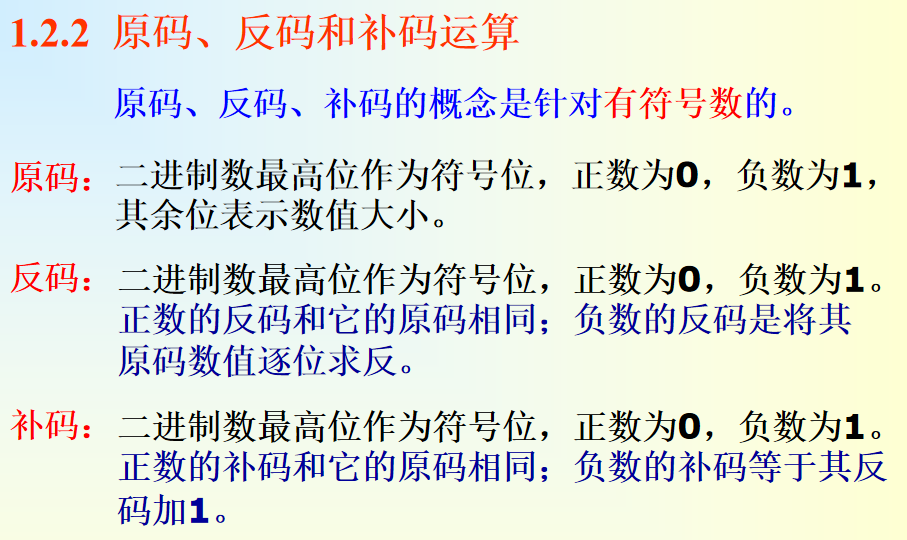 1.2.2 原码、反码和补码运算
原码、反码、补码的概念是针对有符号数的。
原码：二进制数最高位作为符号位，正数为0，负数为1，
其余位表示数值大小。
反码：二进制数最高位作为符号位，正数为0，负数为1。
正数的反码和它的原码相同；负数的反码是将其
原码数值逐位求反。
补码：二进制数最高位作为符号位，正数为0，负数为1。
正数的补码和它的原码相同；负数的补码等于其反
码加1。